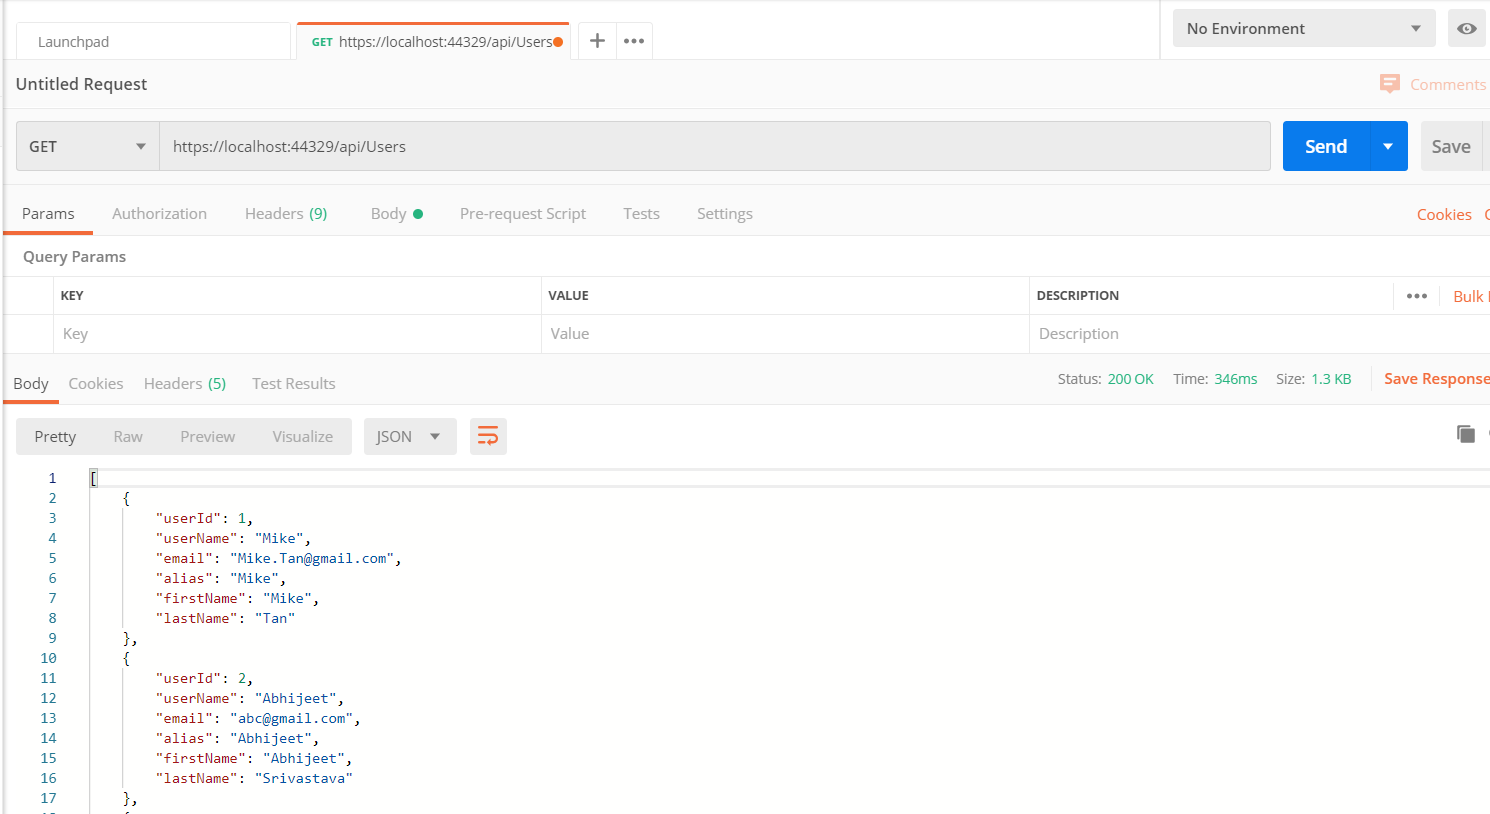 Launchpad
GET https://localhost:44329/api/Users
No Environment
Untitled Request
Comments
GET https://localhost:44329/api/Users Send Save
Params Authorization Headers (9) Body Pre-request Script Tests Settings Cookies
Query Params
KEY VALUE DESCRIPTION Bulk
Key Value Description
Body Cookies Headers (5) Test Results Status: 200 OK Time: 346ms Size: 1.3 KB Save Response
Pretty Raw Preview Visualize JSON
1 [
2 {
3 "userId": 1,
4 "userName": "Mike",
5 "email": "Mike.Tan@gmail.com",
6 "alias": "Mike",
7 "firstName": "Mike",
8 "lastName": "Tan"
9 },
10 {
11 "userId": 2,
12 "userName": "Abhijeet",
13 "email": "abc@gmail.com",
14 "alias": "Abhijeet",
15 "firstName": "Abhijeet",
16 "lastName": "Srivastava"
17 },